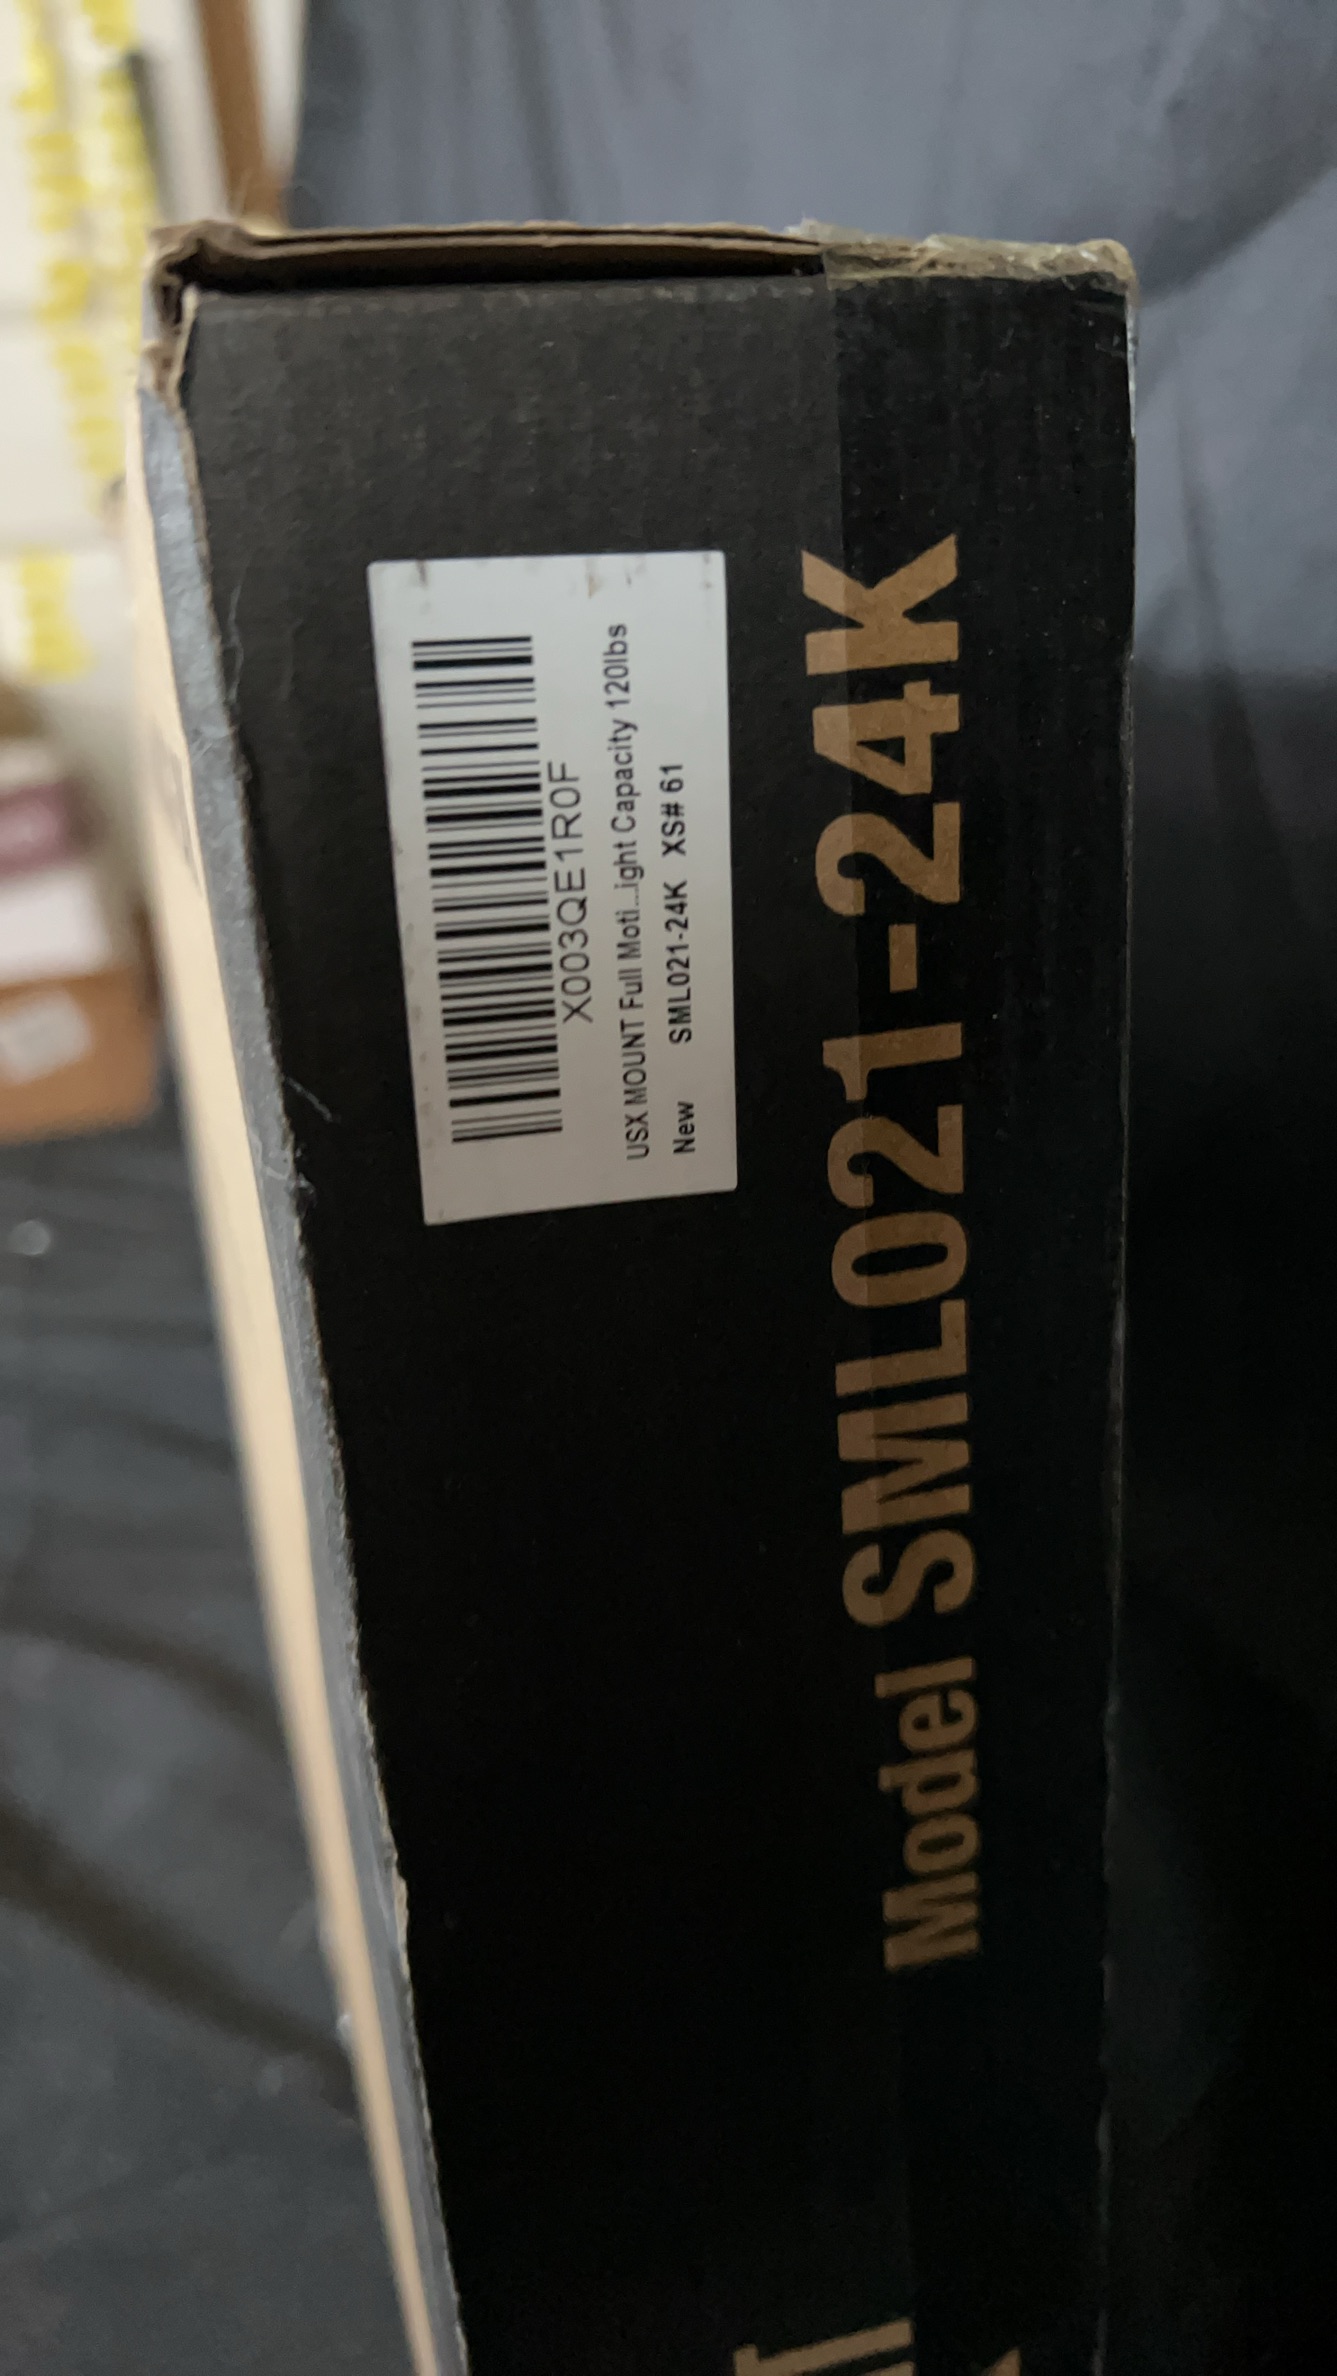 X003QE1R0F
USX MOUNT Full Moti...ight Capacity 120lbs
New SML021-24K XS# 61
Model SML021-24K